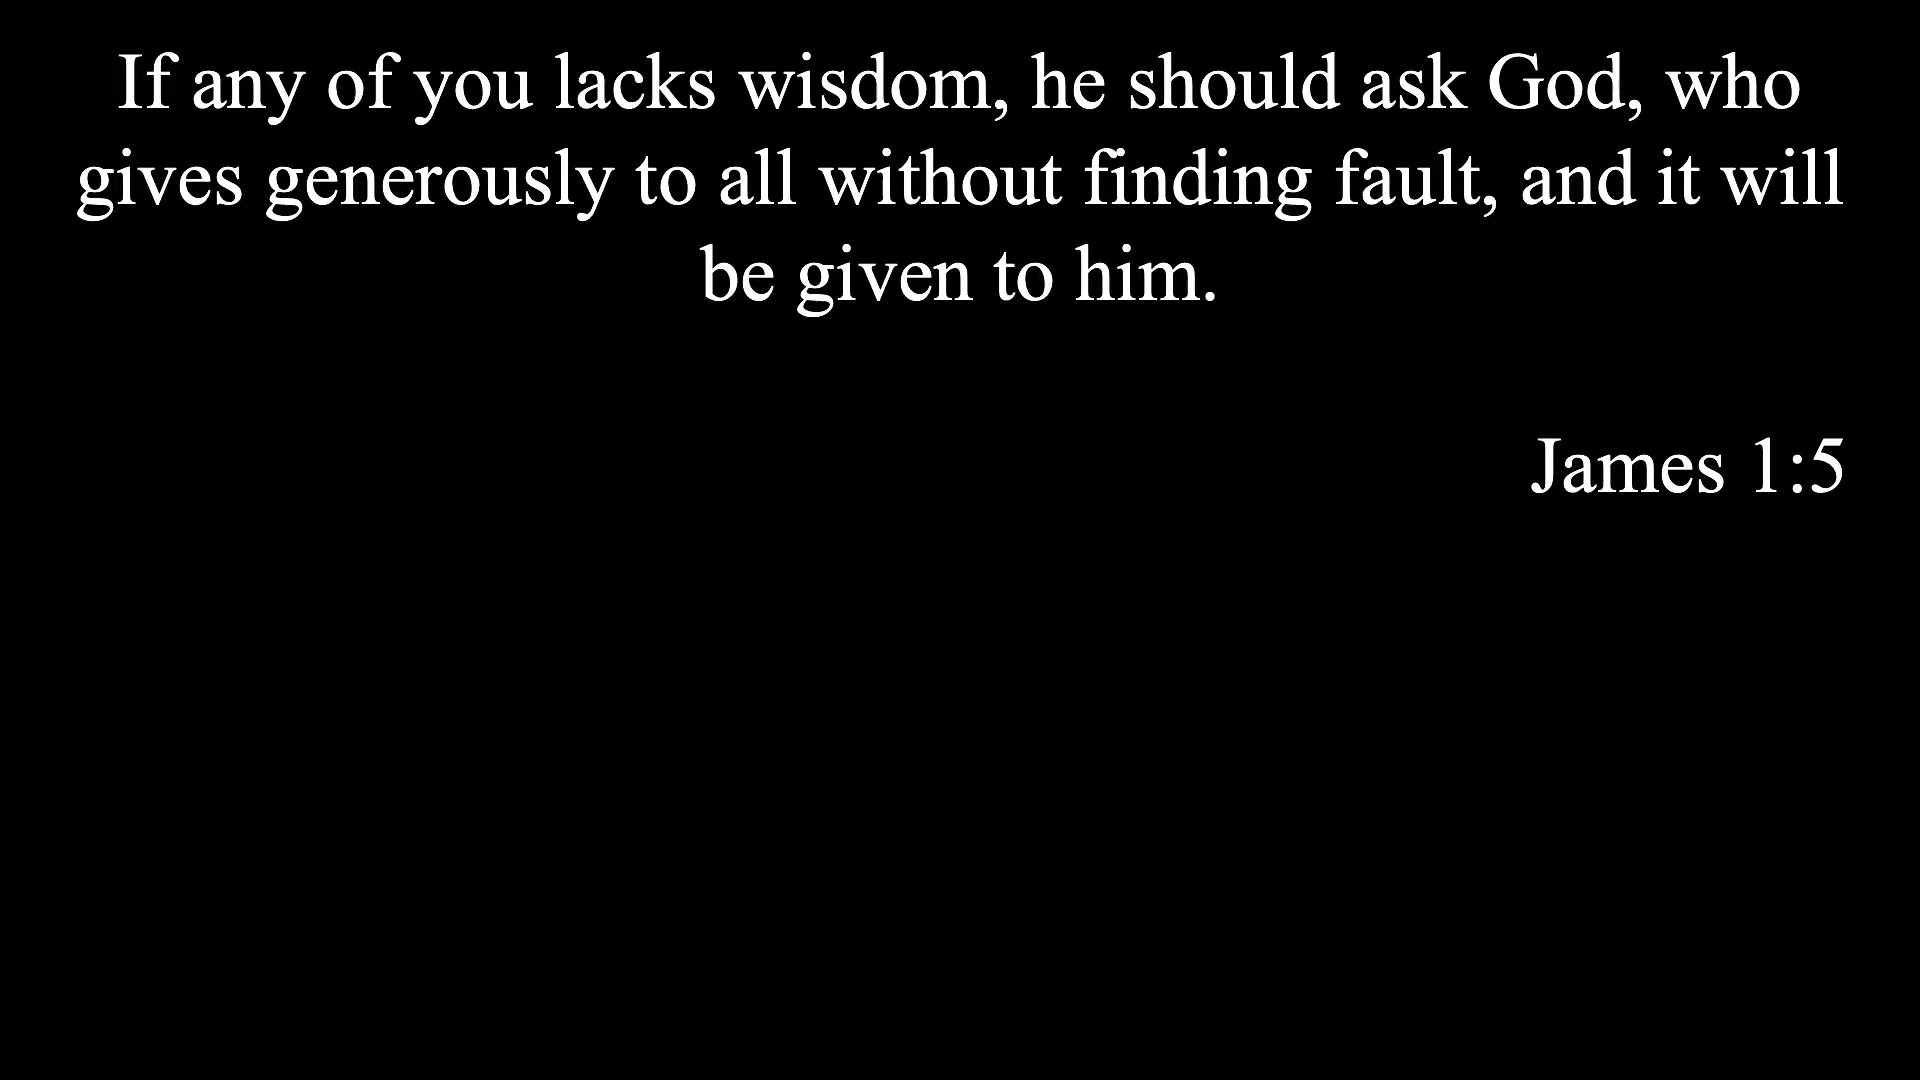 If any of you lacks wisdom, he should ask God, who
gives generously to all without finding fault, and it will
be given to him.
James 1:5